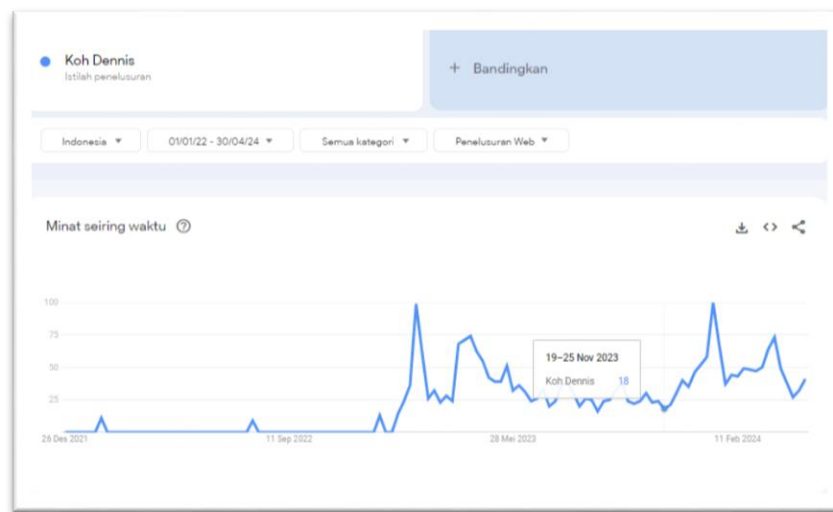 Koh Dennis
Istilah penelusuran
+ Bandingkan
Indonesia
01/01/22 - 30/04/24
Semua kategori
Penelusuran Web
Minat seiring waktu
100
75
50
25
19–25 Nov 2023
Koh Dennis 18
26 Des 2021
11 Sep 2022
28 Mei 2023
11 Feb 2024